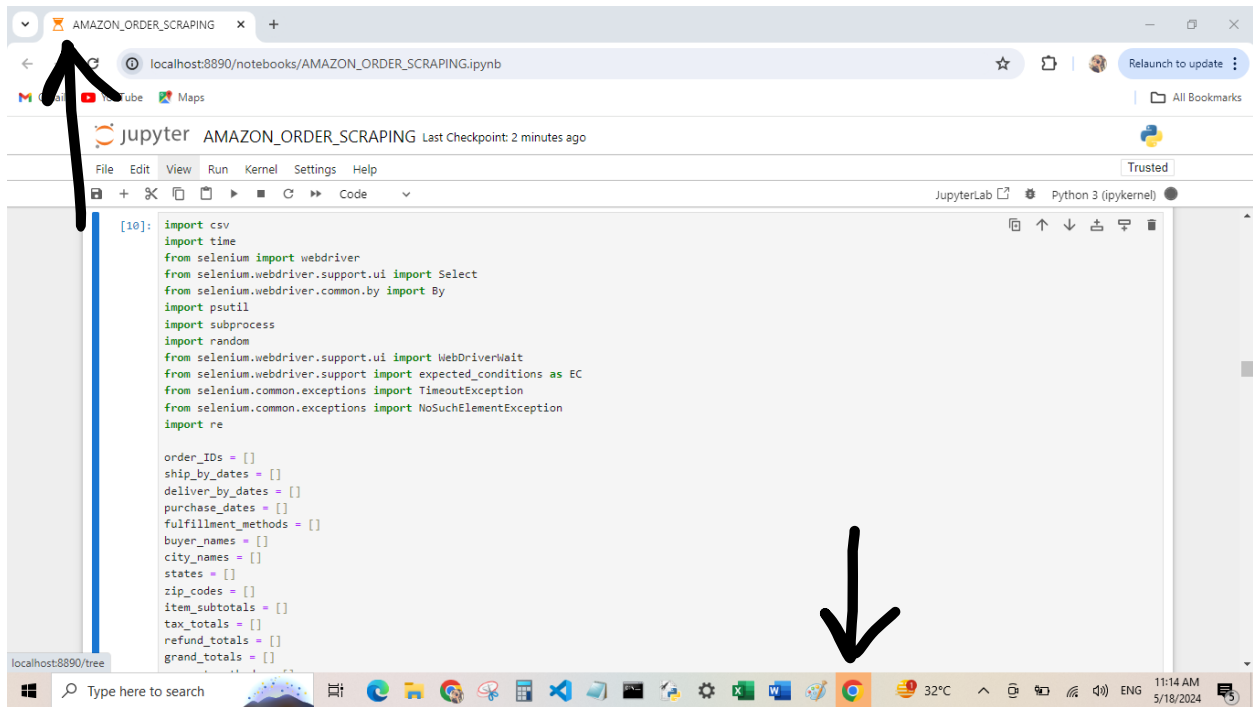 AMAZON_ORDER_SCRAPING
localhost:8890/notebooks/AMAZON_ORDER_SCRAPING.ipynb
Relaunch to update
YouTube
Maps
All Bookmarks
jupyter AMAZON_ORDER_SCRAPING Last Checkpoint: 2 minutes ago
File Edit View Run Kernel Settings Help
Trusted
Code
JupyterLab
Python 3 (ipykernel)
[10]: import csv
import time
from selenium import webdriver
from selenium.webdriver.support.ui import Select
from selenium.webdriver.common.by import By
import psutil
import subprocess
import random
from selenium.webdriver.support.ui import WebDriverWait
from selenium.webdriver.support import expected_conditions as EC
from selenium.common.exceptions import TimeoutException
from selenium.common.exceptions import NoSuchElementException
import re
order_IDs = []
ship_by_dates = []
deliver_by_dates = []
purchase_dates = []
fulfillment_methods = []
buyer_names = []
city_names = []
states = []
zip_codes = []
item_subtotals = []
tax_totals = []
refund_totals = []
grand_totals = []
localhost:8890/tree
Type here to search
32°C
ENG
11:14 AM
5/18/2024
5